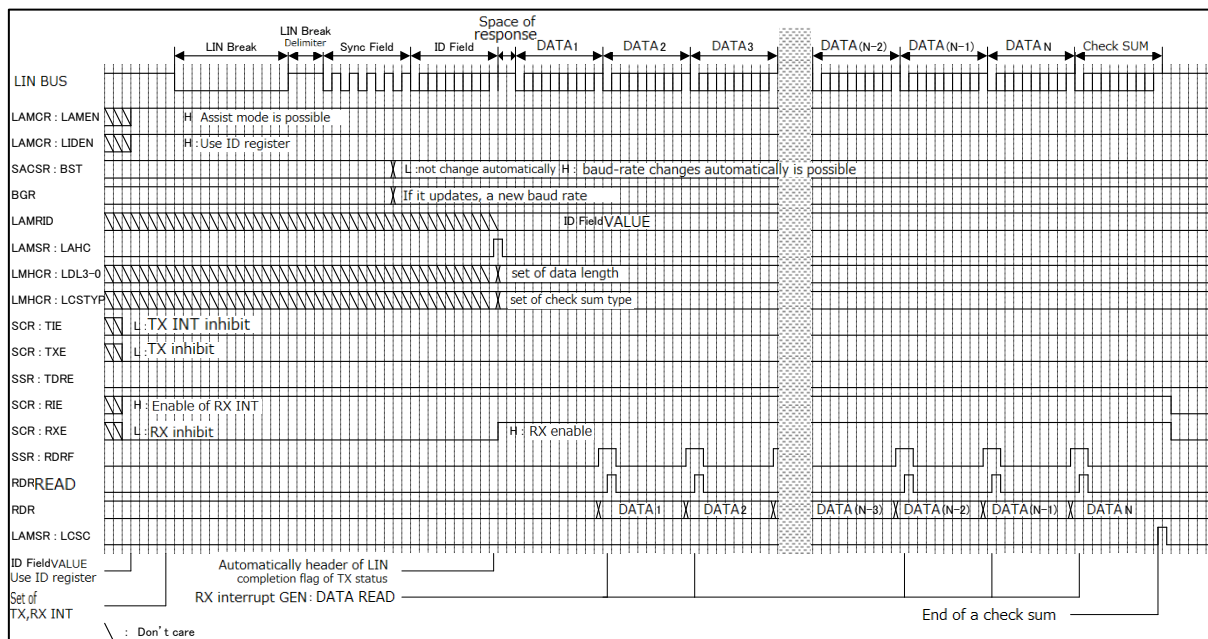 LIN Break
LIN Break
Delimiter
Sync Field
ID Field
Space of
response
DATA1
DATA2
DATA3
DATA(N-2)
DATA(N-1)
DATA N
Check SUM
LIN BUS
LAMCR : LAMEN
H Assist mode is possible
LAMCR : LIDEN
H : Use ID register
SACSR : BST
L :not change automatically H : baud-rate changes automatically is possible
BGR
If it updates, a new baud rate
LAMRID
ID Field VALUE
LAMSR : LAHC
LMHCR : LDL3-0
set of data length
LMHCR : LCSTYP
set of check sum type
SCR : TIE
L : TX INT inhibit
SCR : TXE
L : TX inhibit
SSR : TDRE
SCR : RIE
H : Enable of RX INT
SCR : RXE
L : RX inhibit
H : RX enable
SSR : RDRF
RDR READ
RDR
DATA1
DATA2
DATA(N-3)
DATA(N-2)
DATA(N-1)
DATA N
LAMSR : LCSC
ID Field VALUE
Use ID register
Set of
TX,RX INT
Automatically header of LIN
completion flag of TX status
RX interrupt GEN: DATA READ
End of a check sum
: Don't care